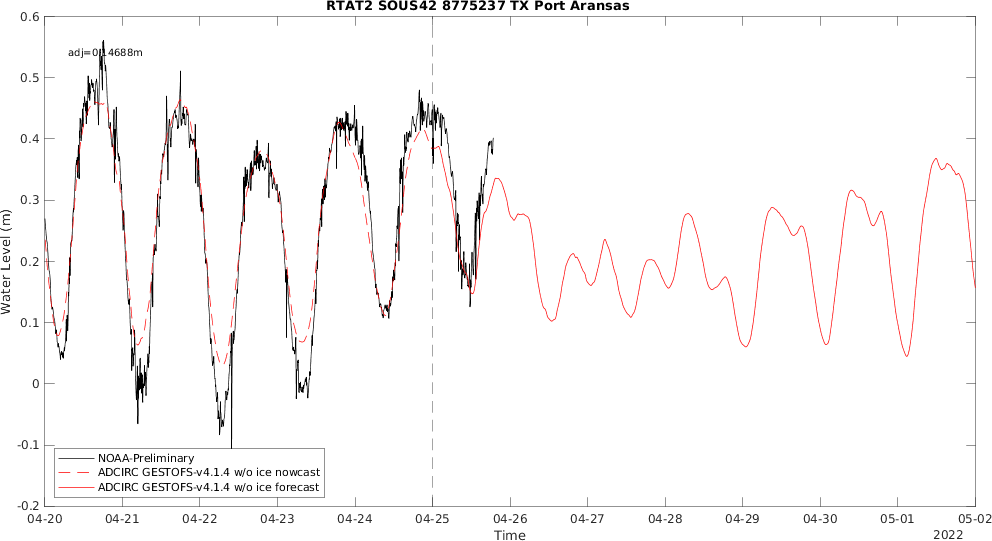 RTAT2 SOUS42 8775237 TX Port Aransas
0.6
adj=0.14688m
0.5
0.4
0.3
0.2
0.1
0
-0.1
-0.2
Water Level (m)
NOAA-Preliminary
ADCIRC GESTOFS-v4.1.4 w/o ice nowcast
ADCIRC GESTOFS-v4.1.4 w/o ice forecast
04-20 04-21 04-22 04-23 04-24 04-25 04-26 04-27 04-28 04-29 04-30 05-01 05-02
Time
2022